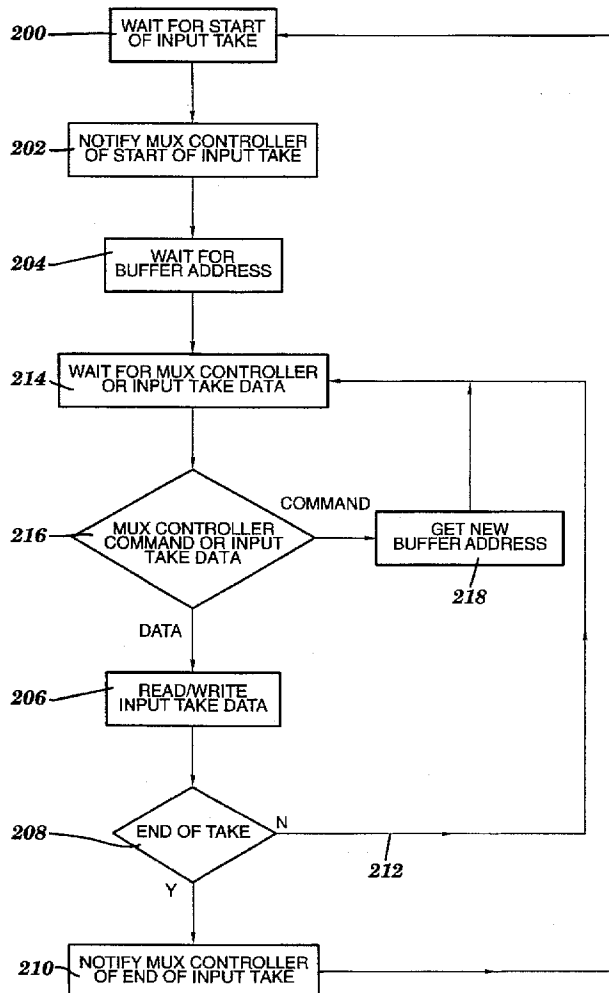 200
WAIT FOR START
OF INPUT TAKE
202
NOTIFY MUX CONTROLLER
OF START OF INPUT TAKE
204
WAIT FOR
BUFFER ADDRESS
214
WAIT FOR MUX CONTROLLER
OR INPUT TAKE DATA
216
MUX CONTROLLER
COMMAND OR INPUT
TAKE DATA
COMMAND
GET NEW
BUFFER ADDRESS
218
DATA
206
READ/WRITE
INPUT TAKE DATA
208
END OF TAKE
N
212
Y
210
NOTIFY MUX CONTROLLER
OF END OF INPUT TAKE